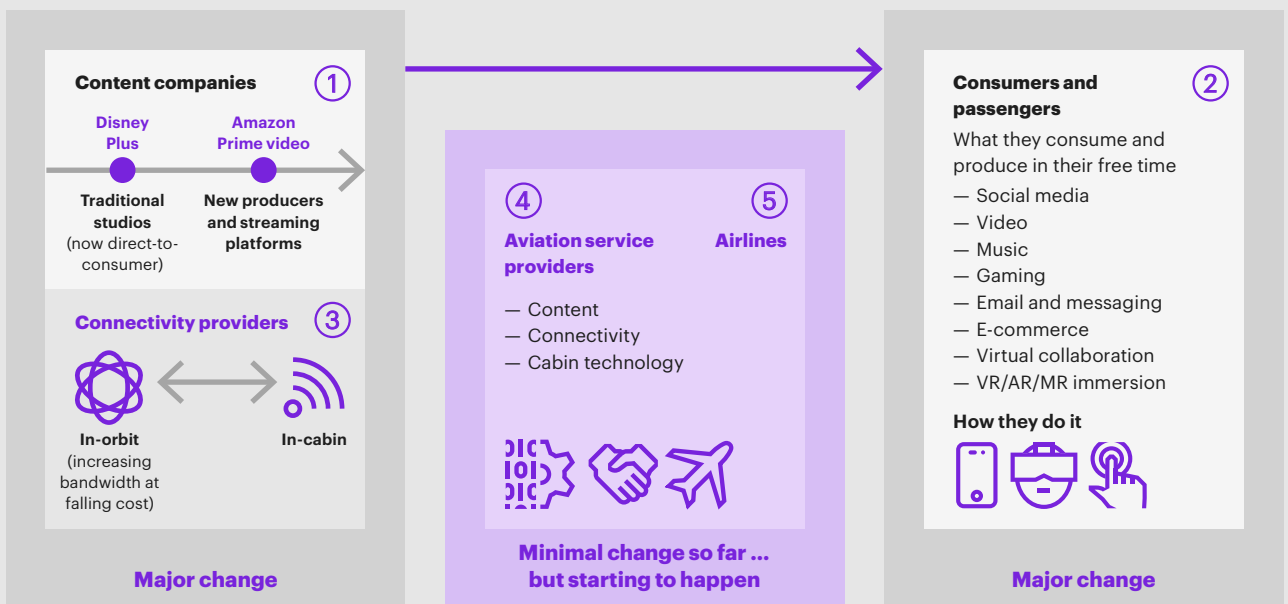 Content companies
1
Disney
Plus
Amazon
Prime video
Traditional
studios
(now direct-to-
consumer)
New producers
and streaming
platforms
Connectivity providers
3
In-orbit
(increasing
bandwidth at
falling cost)
In-cabin
Major change
4
5
Aviation service
providers
Airlines
— Content
— Connectivity
— Cabin technology
Minimal change so far ...
but starting to happen
Consumers and
passengers
2
What they consume and
produce in their free time
— Social media
— Video
— Music
— Gaming
— Email and messaging
— E-commerce
— Virtual collaboration
— VR/AR/MR immersion
How they do it
Major change